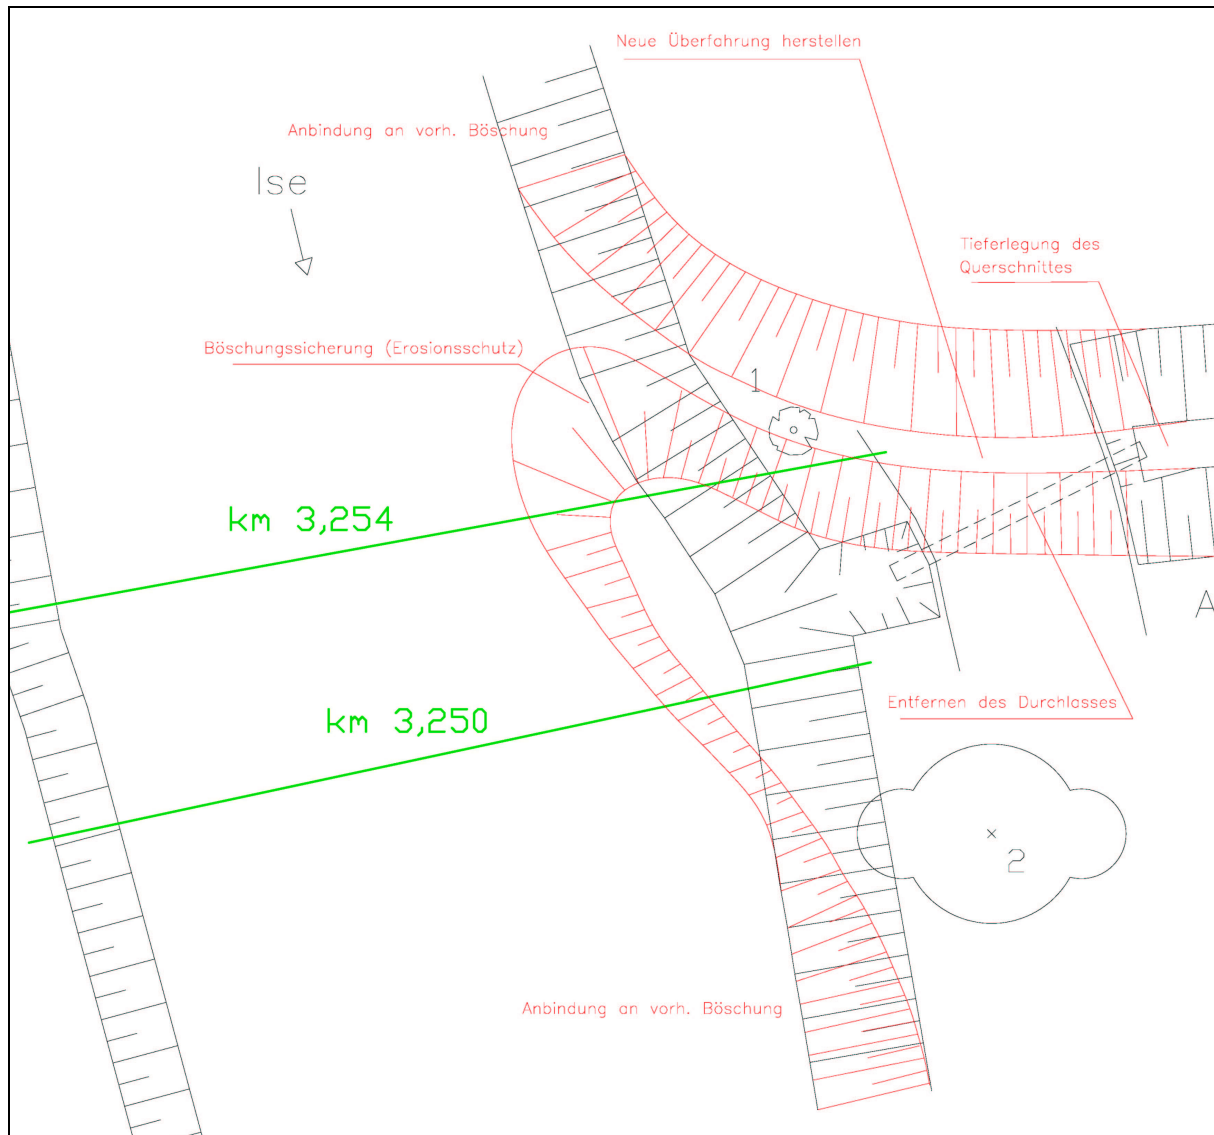 Neue Überfahrung herstellen
Anbindung an vorh. Böschung
Ise
Tieferlegung des
Querschnittes
Böschungssicherung (Erosionsschutz)
1
km 3,254
A
km 3,250
Entfernen des Durchlasses
2
Anbindung an vorh. Böschung